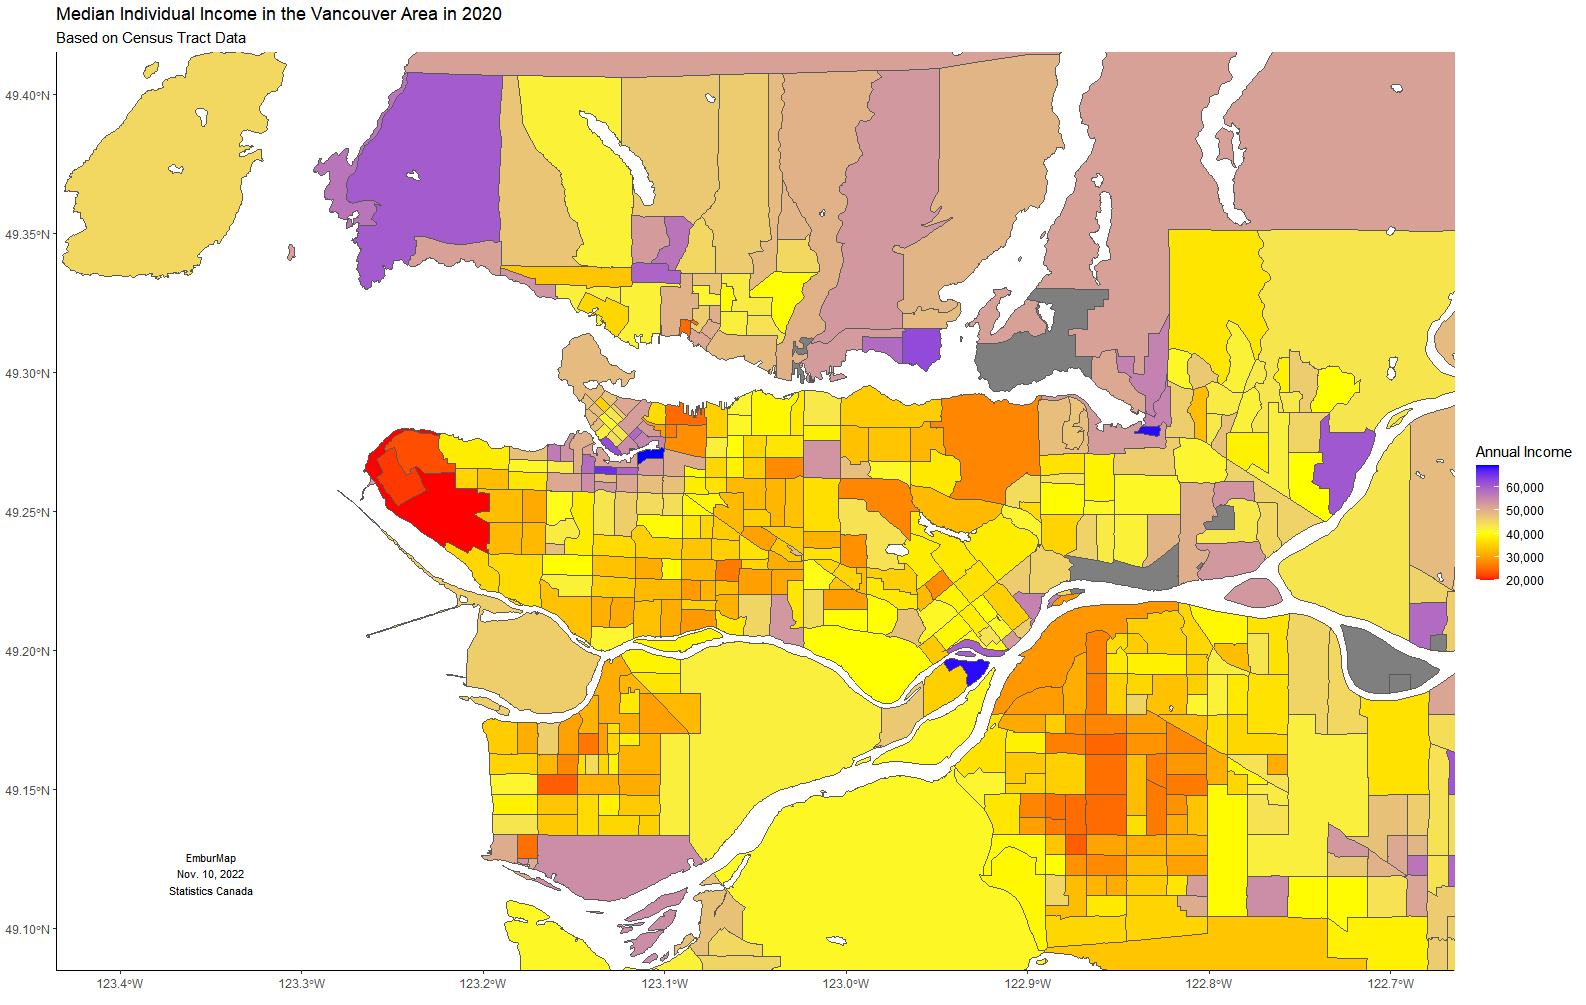 Median Individual Income in the Vancouver Area in 2020
Based on Census Tract Data
49.40°N
49.35°N
49.30°N
49.25°N
49.20°N
49.15°N
49.10°N
Annual Income
60,000
50,000
40,000
30,000
20,000
EmburMap
Nov. 10, 2022
Statistics Canada
123.4°W
123.3°W
123.2°W
123.1°W
123.0°W
122.9°W
122.8°W
122.7°W